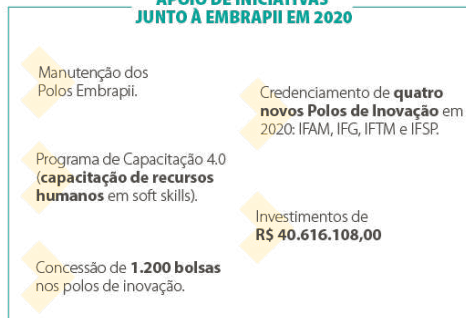 APOIO DE INICIATIVAS
JUNTO À EMBRAPII EM 2020
Manutenção dos
Polos Embrapii.
Programa de Capacitação 4.0
(capacitação de recursos
humanos em soft skills).
Concessão de 1.200 bolsas
nos polos de inovação.
Credenciamento de quatro
novos Polos de Inovação em
2020: IFAM, IFG, IFTM e IFSP.
Investimentos de
R$ 40.616.108,00